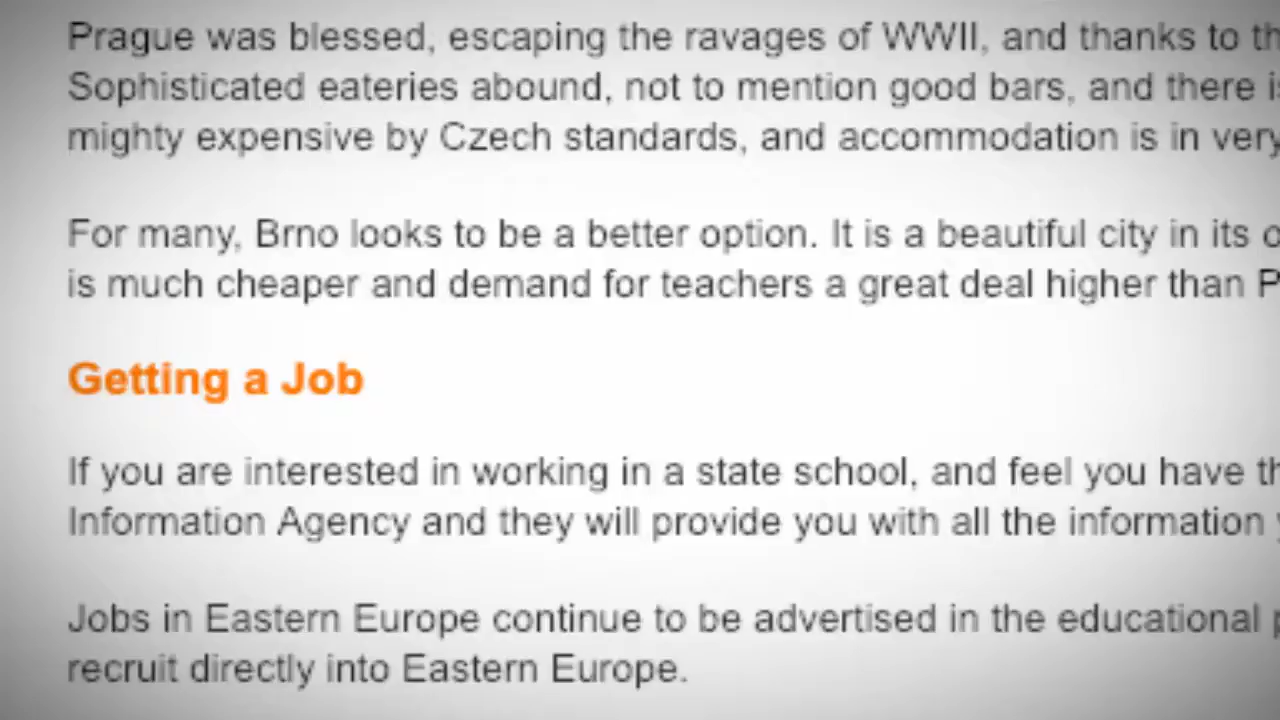 Prague was blessed, escaping the ravages of WWII, and thanks to
Sophisticated eateries abound, not to mention good bars, and there
mighty expensive by Czech standards, and accommodation is in very
For many, Brno looks to be a better option. It is a beautiful city in its
is much cheaper and demand for teachers a great deal higher than
Getting a Job
If you are interested in working in a state school, and feel you have
Information Agency and they will provide you with all the information
Jobs in Eastern Europe continue to be advertised in the educational
recruit directly into Eastern Europe.